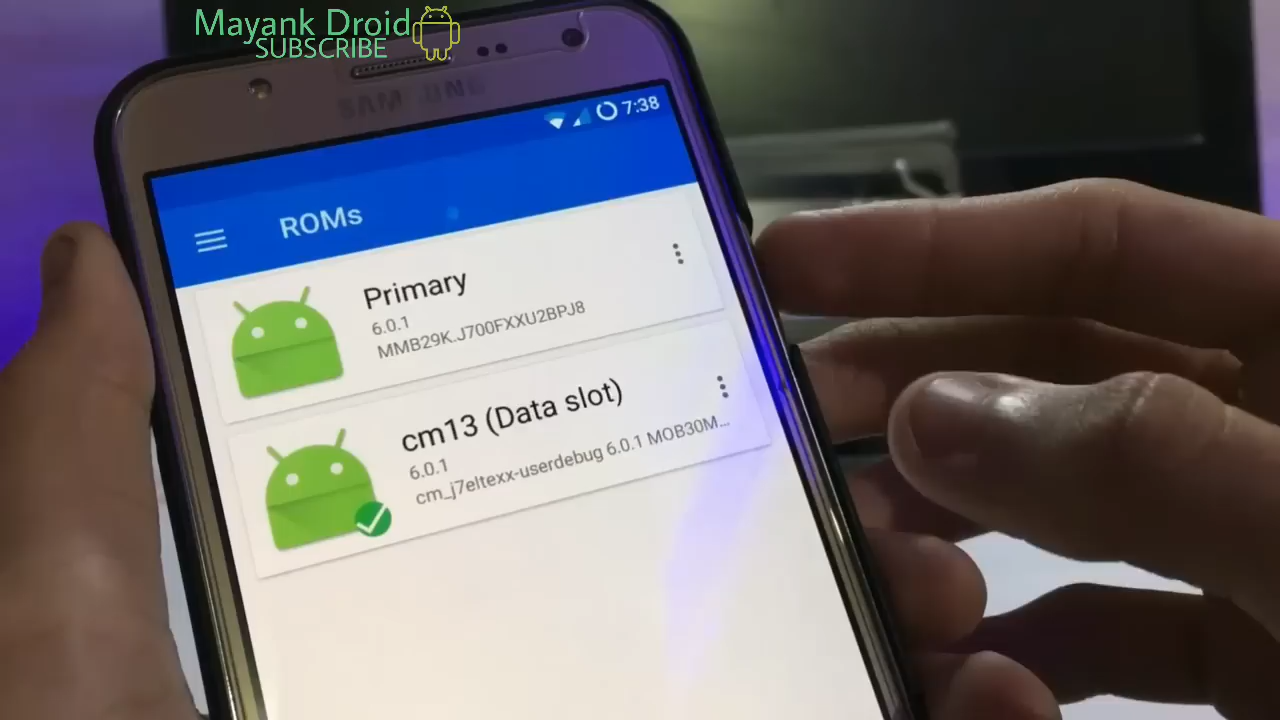 Mayank Droid
SUBSCRIBE
SAMSUNG
7:38
ROMs
Primary
6.0.1
MMB29K.J700FXXU2BPJ8
cm13 (Data slot)
6.0.1
cm_j7eltexx-userdebug 6.0.1 MOB30M...